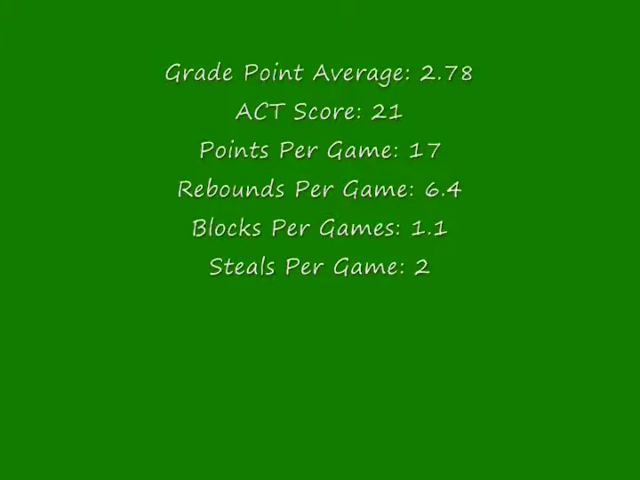 Grade Point Average: 2.78
ACT Score: 21
Points Per Game: 17
Rebounds Per Game: 6.4
Blocks Per Games: 1.1
Steals Per Game: 2